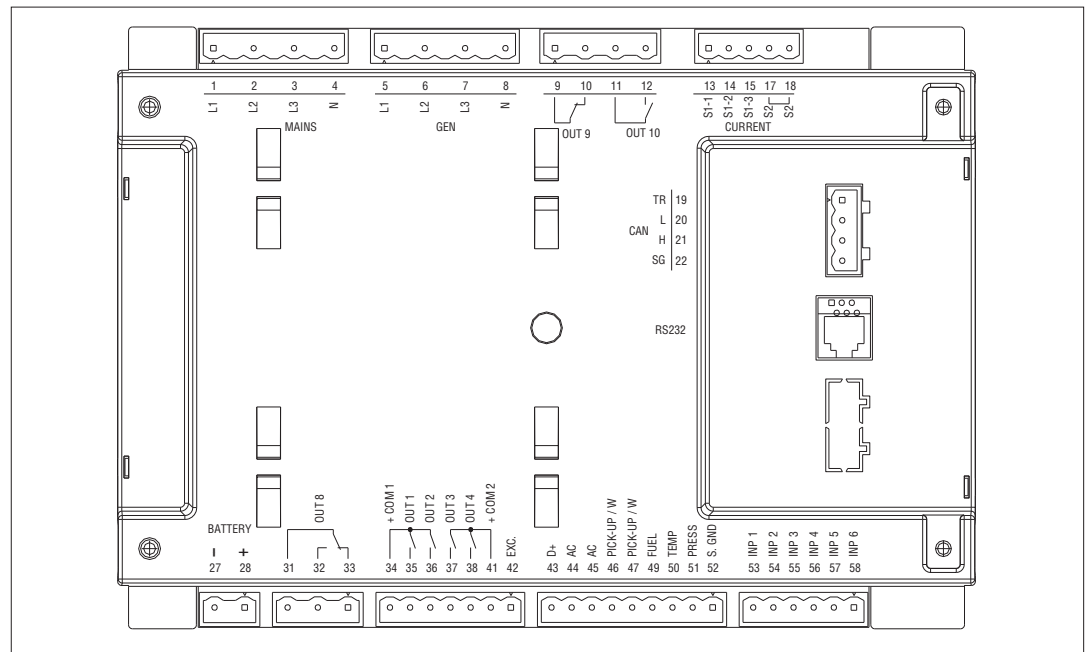 1 2 3 4 5 6 7 8 9 10 11 12 13 14 15 17 18
L1 L2 L3 N L1 L2 L3 N S1-1 S1-2 S1-3 S2 S2
MAINS GEN OUT 9 OUT 10 CURRENT
TR 19
L 20
CAN
H 21
SG 22
RS232
BATTERY OUT 8 + COM 1 OUT 1 OUT 2 OUT 3 OUT 4 + COM 2 EXC. D+ AC AC PICK-UP / W PICK-UP / W FUEL TEMP PRESS S. GND INP 1 INP 2 INP 3 INP 4 INP 5 INP 6
– +
27 28 31 32 33 34 35 36 37 38 41 42 43 44 45 46 47 49 50 51 52 53 54 55 56 57 58